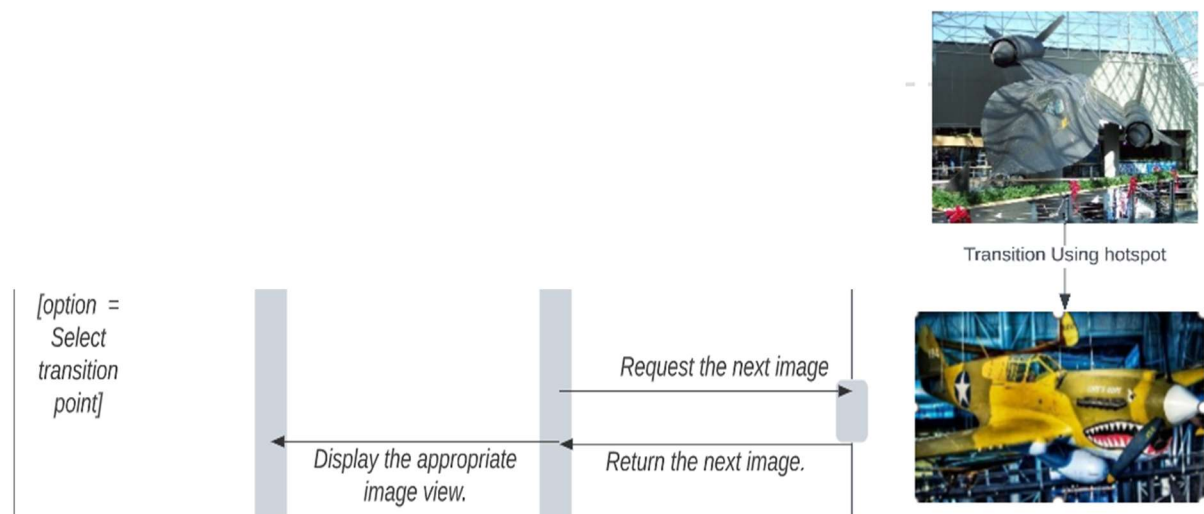 Transition Using hotspot
[option =
Select
transition
point]
Request the next image
Display the appropriate
image view.
Return the next image.